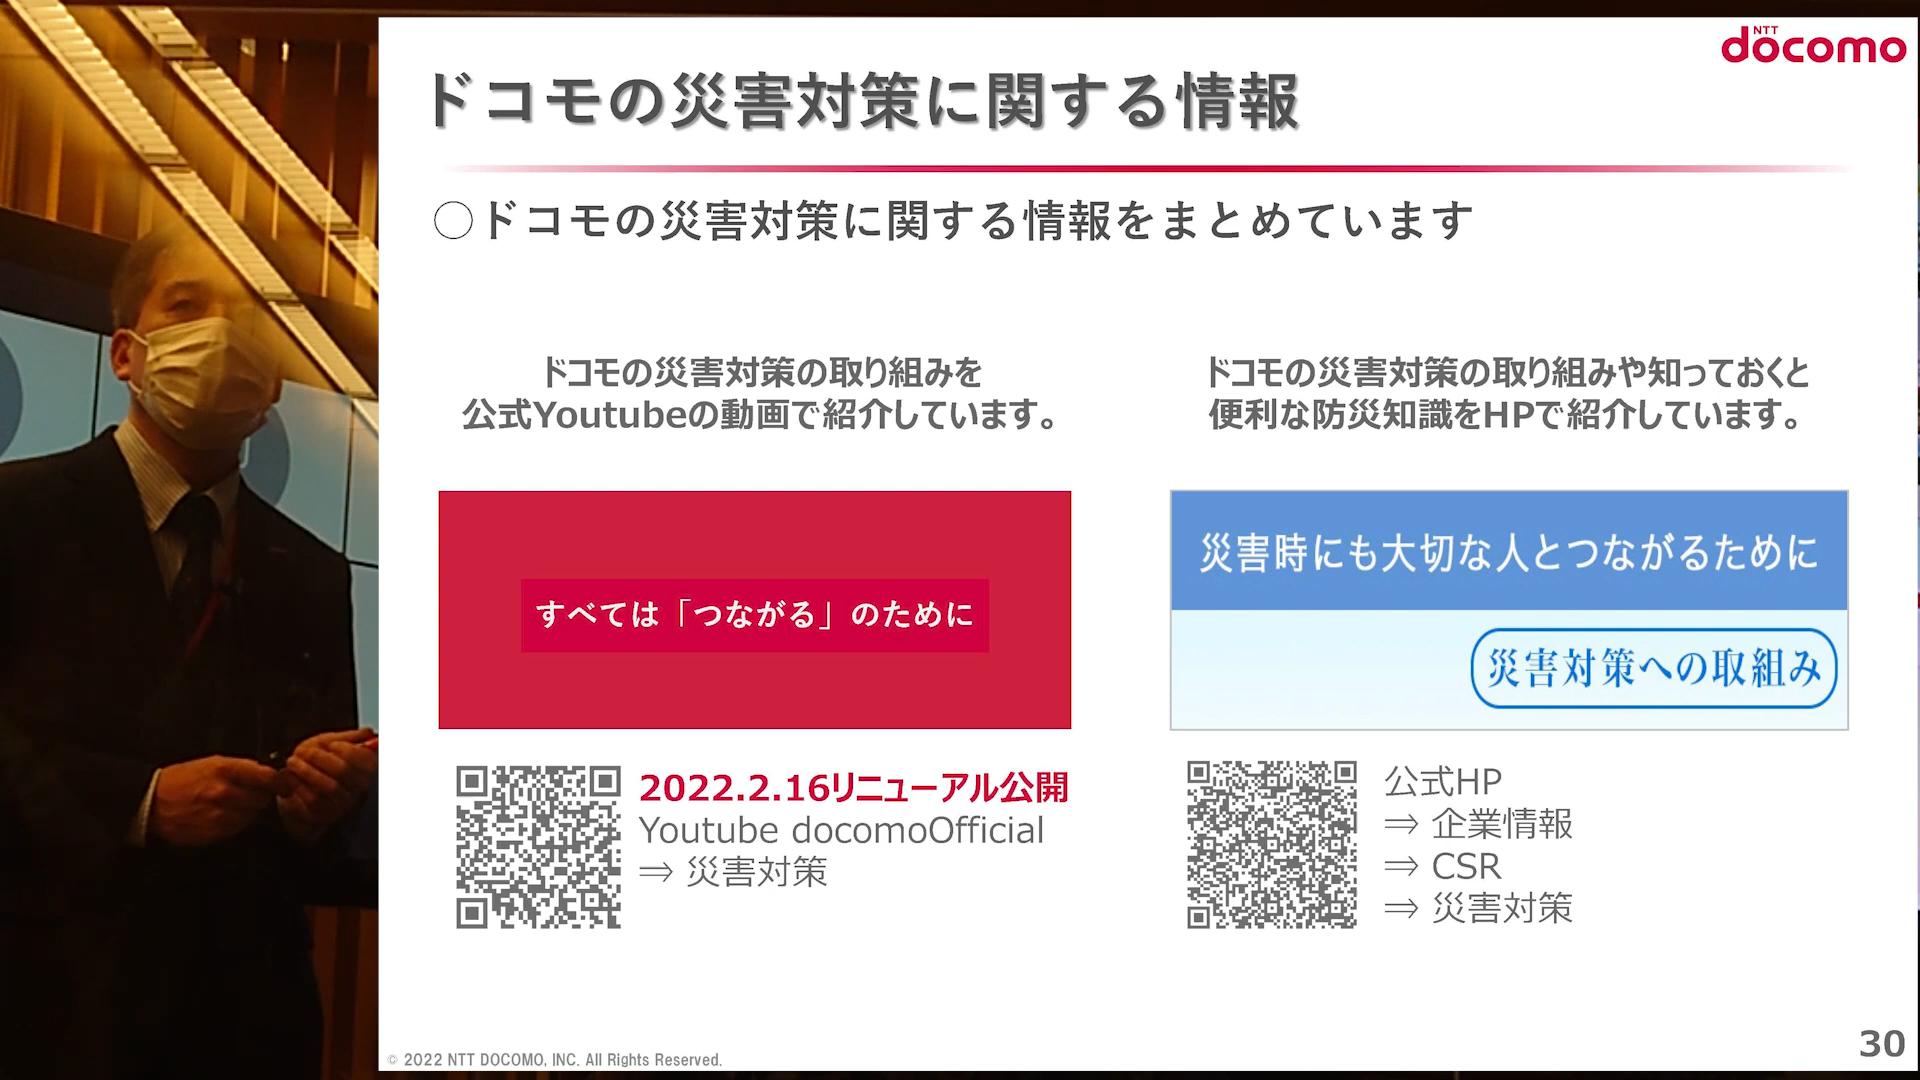 NTT
docomo
ドコモの災害対策に関する情報
○ドコモの災害対策に関する情報をまとめています
ドコモの災害対策の取り組みを
公式Youtubeの動画で紹介しています。
すべては「つながる」のために
2022.2.16リニューアル公開
Youtube docomoOfficial
⇒ 災害対策
ドコモの災害対策の取り組みや知っておくと
便利な防災知識をHPで紹介しています。
災害時にも大切な人とつながるために
災害対策への取組み
公式HP
⇒ 企業情報
⇒ CSR
⇒ 災害対策
© 2022 NTT DOCOMO, INC. All Rights Reserved.
30